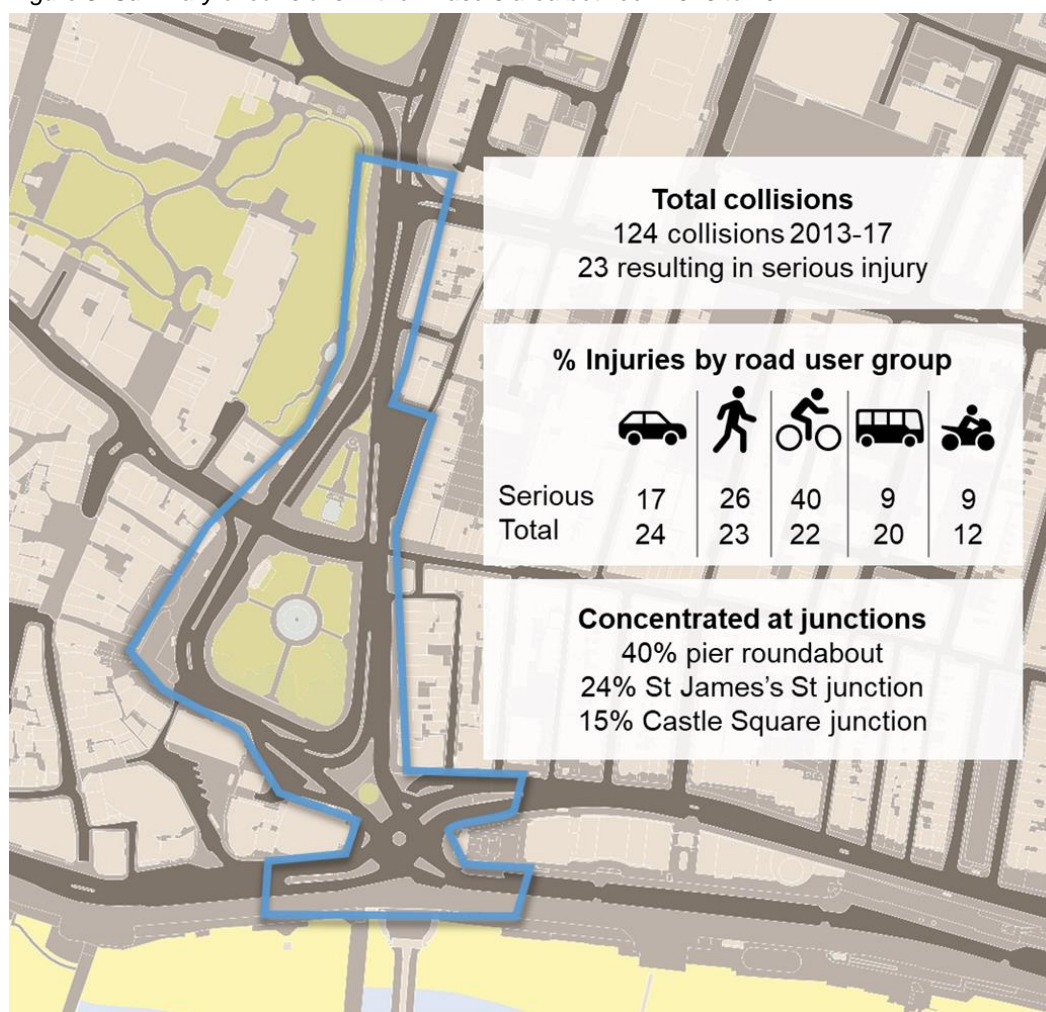 Total collisions
124 collisions 2013-17
23 resulting in serious injury
% Injuries by road user group
Serious 17 26 40 9 9
Total 24 23 22 20 12
Concentrated at junctions
40% pier roundabout
24% St James's St junction
15% Castle Square junction